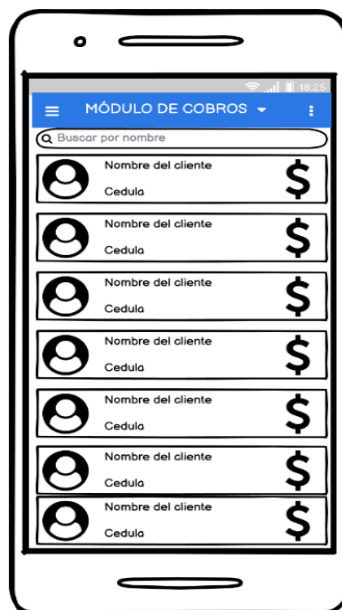 18:25
MÓDULO DE COBROS
Buscar por nombre
Nombre del cliente
$
Cedula
Nombre del cliente
$
Cedula
Nombre del cliente
$
Cedula
Nombre del cliente
$
Cedula
Nombre del cliente
$
Cedula
Nombre del cliente
$
Cedula
Nombre del cliente
$
Cedula